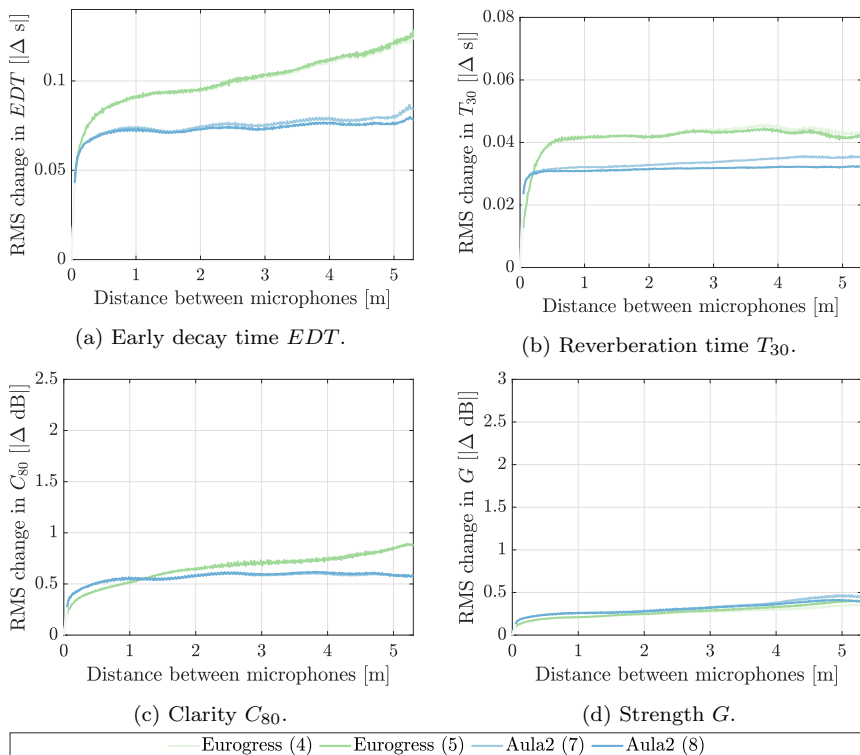 RMS change in EDT [|Δ s|]
0.1
0.05
0
0 1 2 3 4 5
Distance between microphones [m]
(a) Early decay time EDT.
RMS change in T30 [|Δ s|]
0.08
0.06
0.04
0.02
0
0 1 2 3 4 5
Distance between microphones [m]
(b) Reverberation time T30.
RMS change in C80 [|Δ dB|]
2.5
2
1.5
1
0.5
0
0 1 2 3 4 5
Distance between microphones [m]
(c) Clarity C80.
RMS change in G [|Δ dB|]
3
2.5
2
1.5
1
0.5
0
0 1 2 3 4 5
Distance between microphones [m]
(d) Strength G.
Eurogress (4) Eurogress (5) Aula2 (7) Aula2 (8)